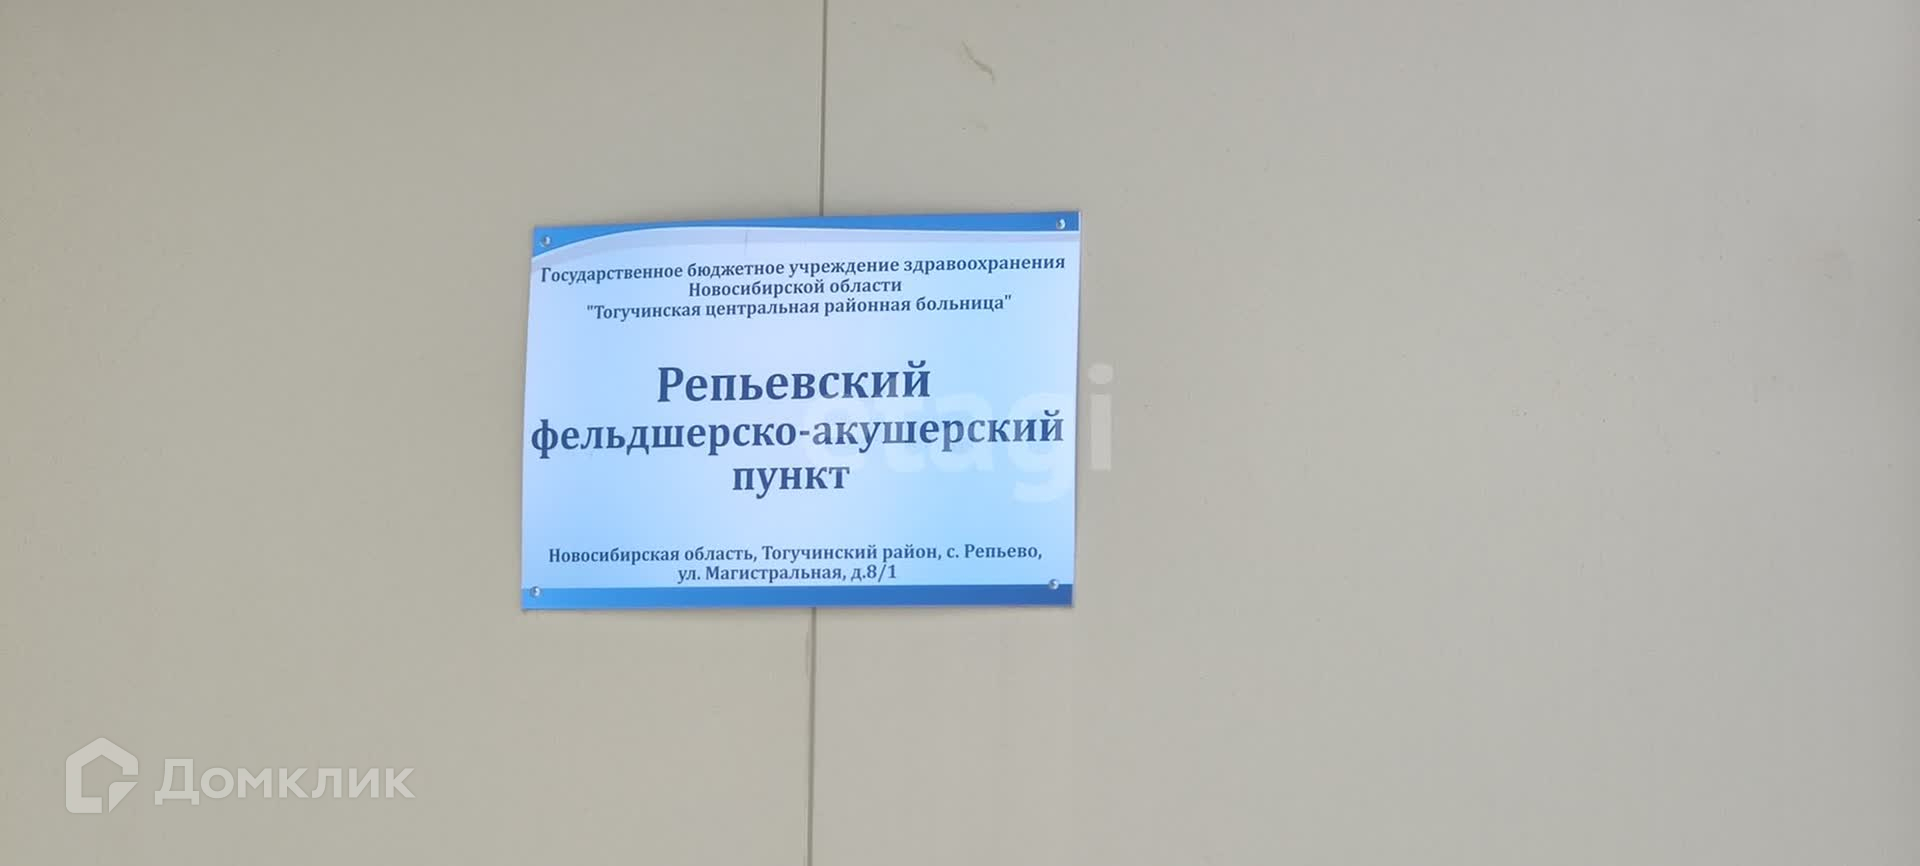 Государственное бюджетное учреждение здравоохранения
Новосибирской области
"Тогучинская центральная районная больница"
Репьевский
фельдшерско-акушерский
пункт
etagi
Новосибирская область, Тогучинский район, с. Репьево,
ул. Магистральная, д.8/1
Домклик